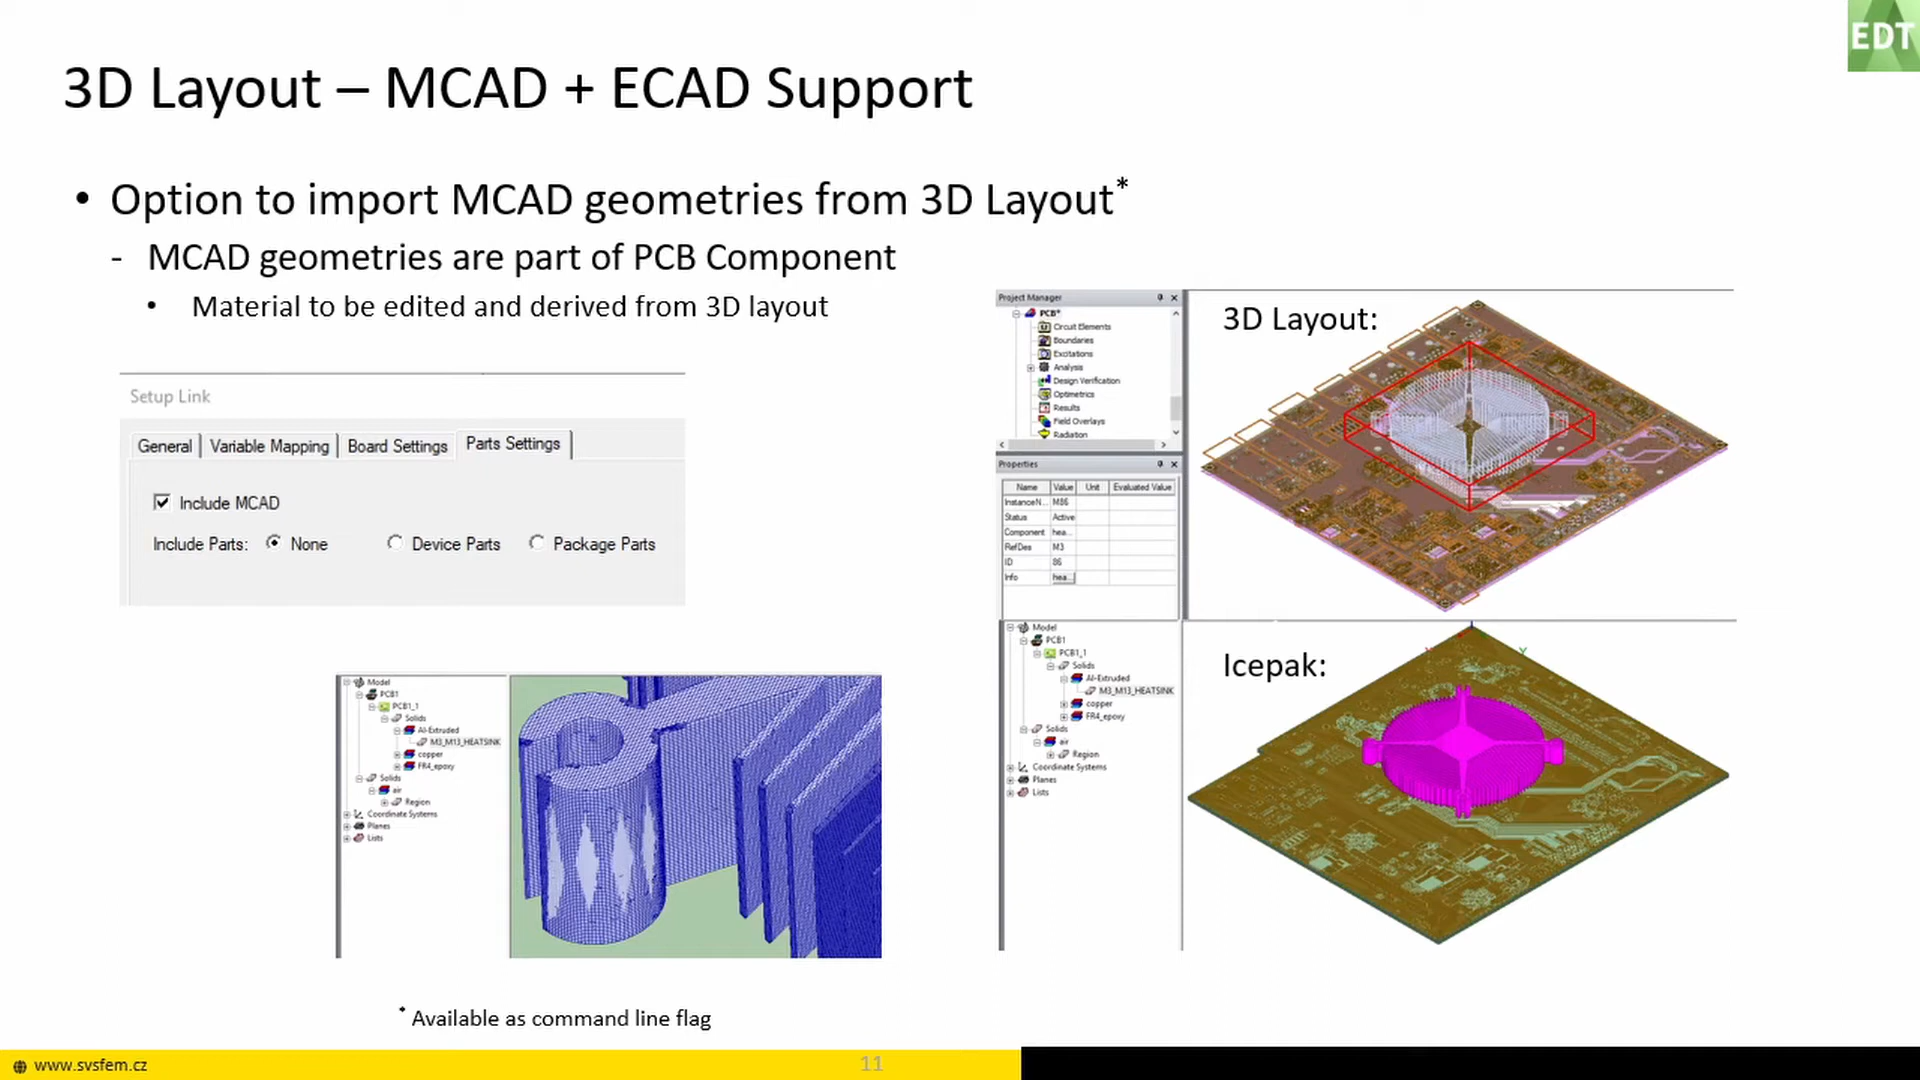 EDT
3D Layout – MCAD + ECAD Support
• Option to import MCAD geometries from 3D Layout*
- MCAD geometries are part of PCB Component
• Material to be edited and derived from 3D layout
Setup Link
General Variable Mapping Board Settings Parts Settings
Include MCAD
Include Parts: None Device Parts Package Parts
Model
PCB1
PCB1_1
Solids
Al-Extruded
M3_M13_HEATSINK
copper
FR4_epoxy
Solids
air
Region
Coordinate Systems
Planes
Lists
Project Manager
PCB*
Circuit Elements
Boundaries
Excitations
Analysis
Design Verification
Optimetrics
Results
Field Overlays
Radiation
Properties
Name Value Unit Evaluated Value
InstanceN... M86
Status Active
Component hea...
RefDes M3
ID 86
Info hea...
3D Layout:
Model
PCB1
PCB1_1
Solids
Al-Extruded
M3_M13_HEATSINK
copper
FR4_epoxy
Solids
air
Region
Coordinate Systems
Planes
Lists
Icepak:
* Available as command line flag
www.svsfem.cz
11